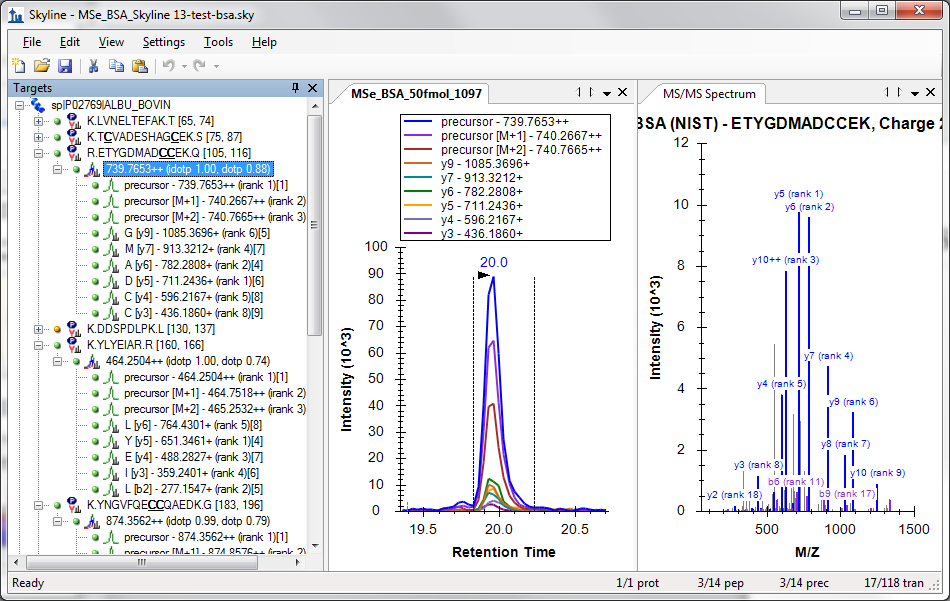 Skyline - MSe_BSA_Skyline 13-test-bsa.sky
File Edit View Settings Tools Help
Targets
sp|P02769|ALBU_BOVIN
K.LVNELTEFAK.T [65, 74]
K.TCVADESHAGCEK.S [75, 87]
R.ETYGDMADCCEK.Q [105, 116]
739.7653++ (idotp 1.00, dotp 0.88)
precursor - 739.7653++ (rank 1)[1]
precursor [M+1] - 740.2667++ (rank 2)
precursor [M+2] - 740.7665++ (rank 3)
G [y9] - 1085.3696+ (rank 6)[5]
M [y7] - 913.3212+ (rank 4)[7]
A [y6] - 782.2808+ (rank 2)[4]
D [y5] - 711.2436+ (rank 1)[6]
C [y4] - 596.2167+ (rank 5)[8]
C [y3] - 436.1860+ (rank 8)[9]
K.DDSPDLPK.L [130, 137]
K.YLYEIAR.R [160, 166]
464.2504++ (idotp 1.00, dotp 0.74)
precursor - 464.2504++ (rank 1)[1]
precursor [M+1] - 464.7518++ (rank 2)
precursor [M+2] - 465.2532++ (rank 3)
L [y6] - 764.4301+ (rank 5)[8]
Y [y5] - 651.3461+ (rank 1)[4]
E [y4] - 488.2827+ (rank 3)[7]
I [y3] - 359.2401+ (rank 4)[6]
L [b2] - 277.1547+ (rank 2)[5]
K.YNGVFQECCQAEDK.G [183, 196]
874.3562++ (idotp 0.99, dotp 0.79)
precursor - 874.3562++ (rank 1)[1]
precursor [M+1] - 874.8576++ (rank 2)
MSe_BSA_50fmol_1097
precursor - 739.7653++
precursor [M+1] - 740.2667++
precursor [M+2] - 740.7665++
y9 - 1085.3696+
y7 - 913.3212+
y6 - 782.2808+
y5 - 711.2436+
y4 - 596.2167+
y3 - 436.1860+
20.0
Intensity (10^3)
100
90
80
70
60
50
40
30
20
10
0
19.5 20.0 20.5
Retention Time
MS/MS Spectrum
BSA (NIST) - ETYGDMADCCEK, Charge 2
Intensity (10^3)
12
10
8
6
4
2
0
y5 (rank 1)
y6 (rank 2)
y10++ (rank 3)
y7 (rank 4)
y4 (rank 5)
y9 (rank 6)
y8 (rank 7)
y3 (rank 8)
y10 (rank 9)
b6 (rank 11)
y2 (rank 18)
b9 (rank 17)
500 1000 1500
M/Z
Ready
1/1 prot 3/14 pep 3/14 prec 17/118 tran